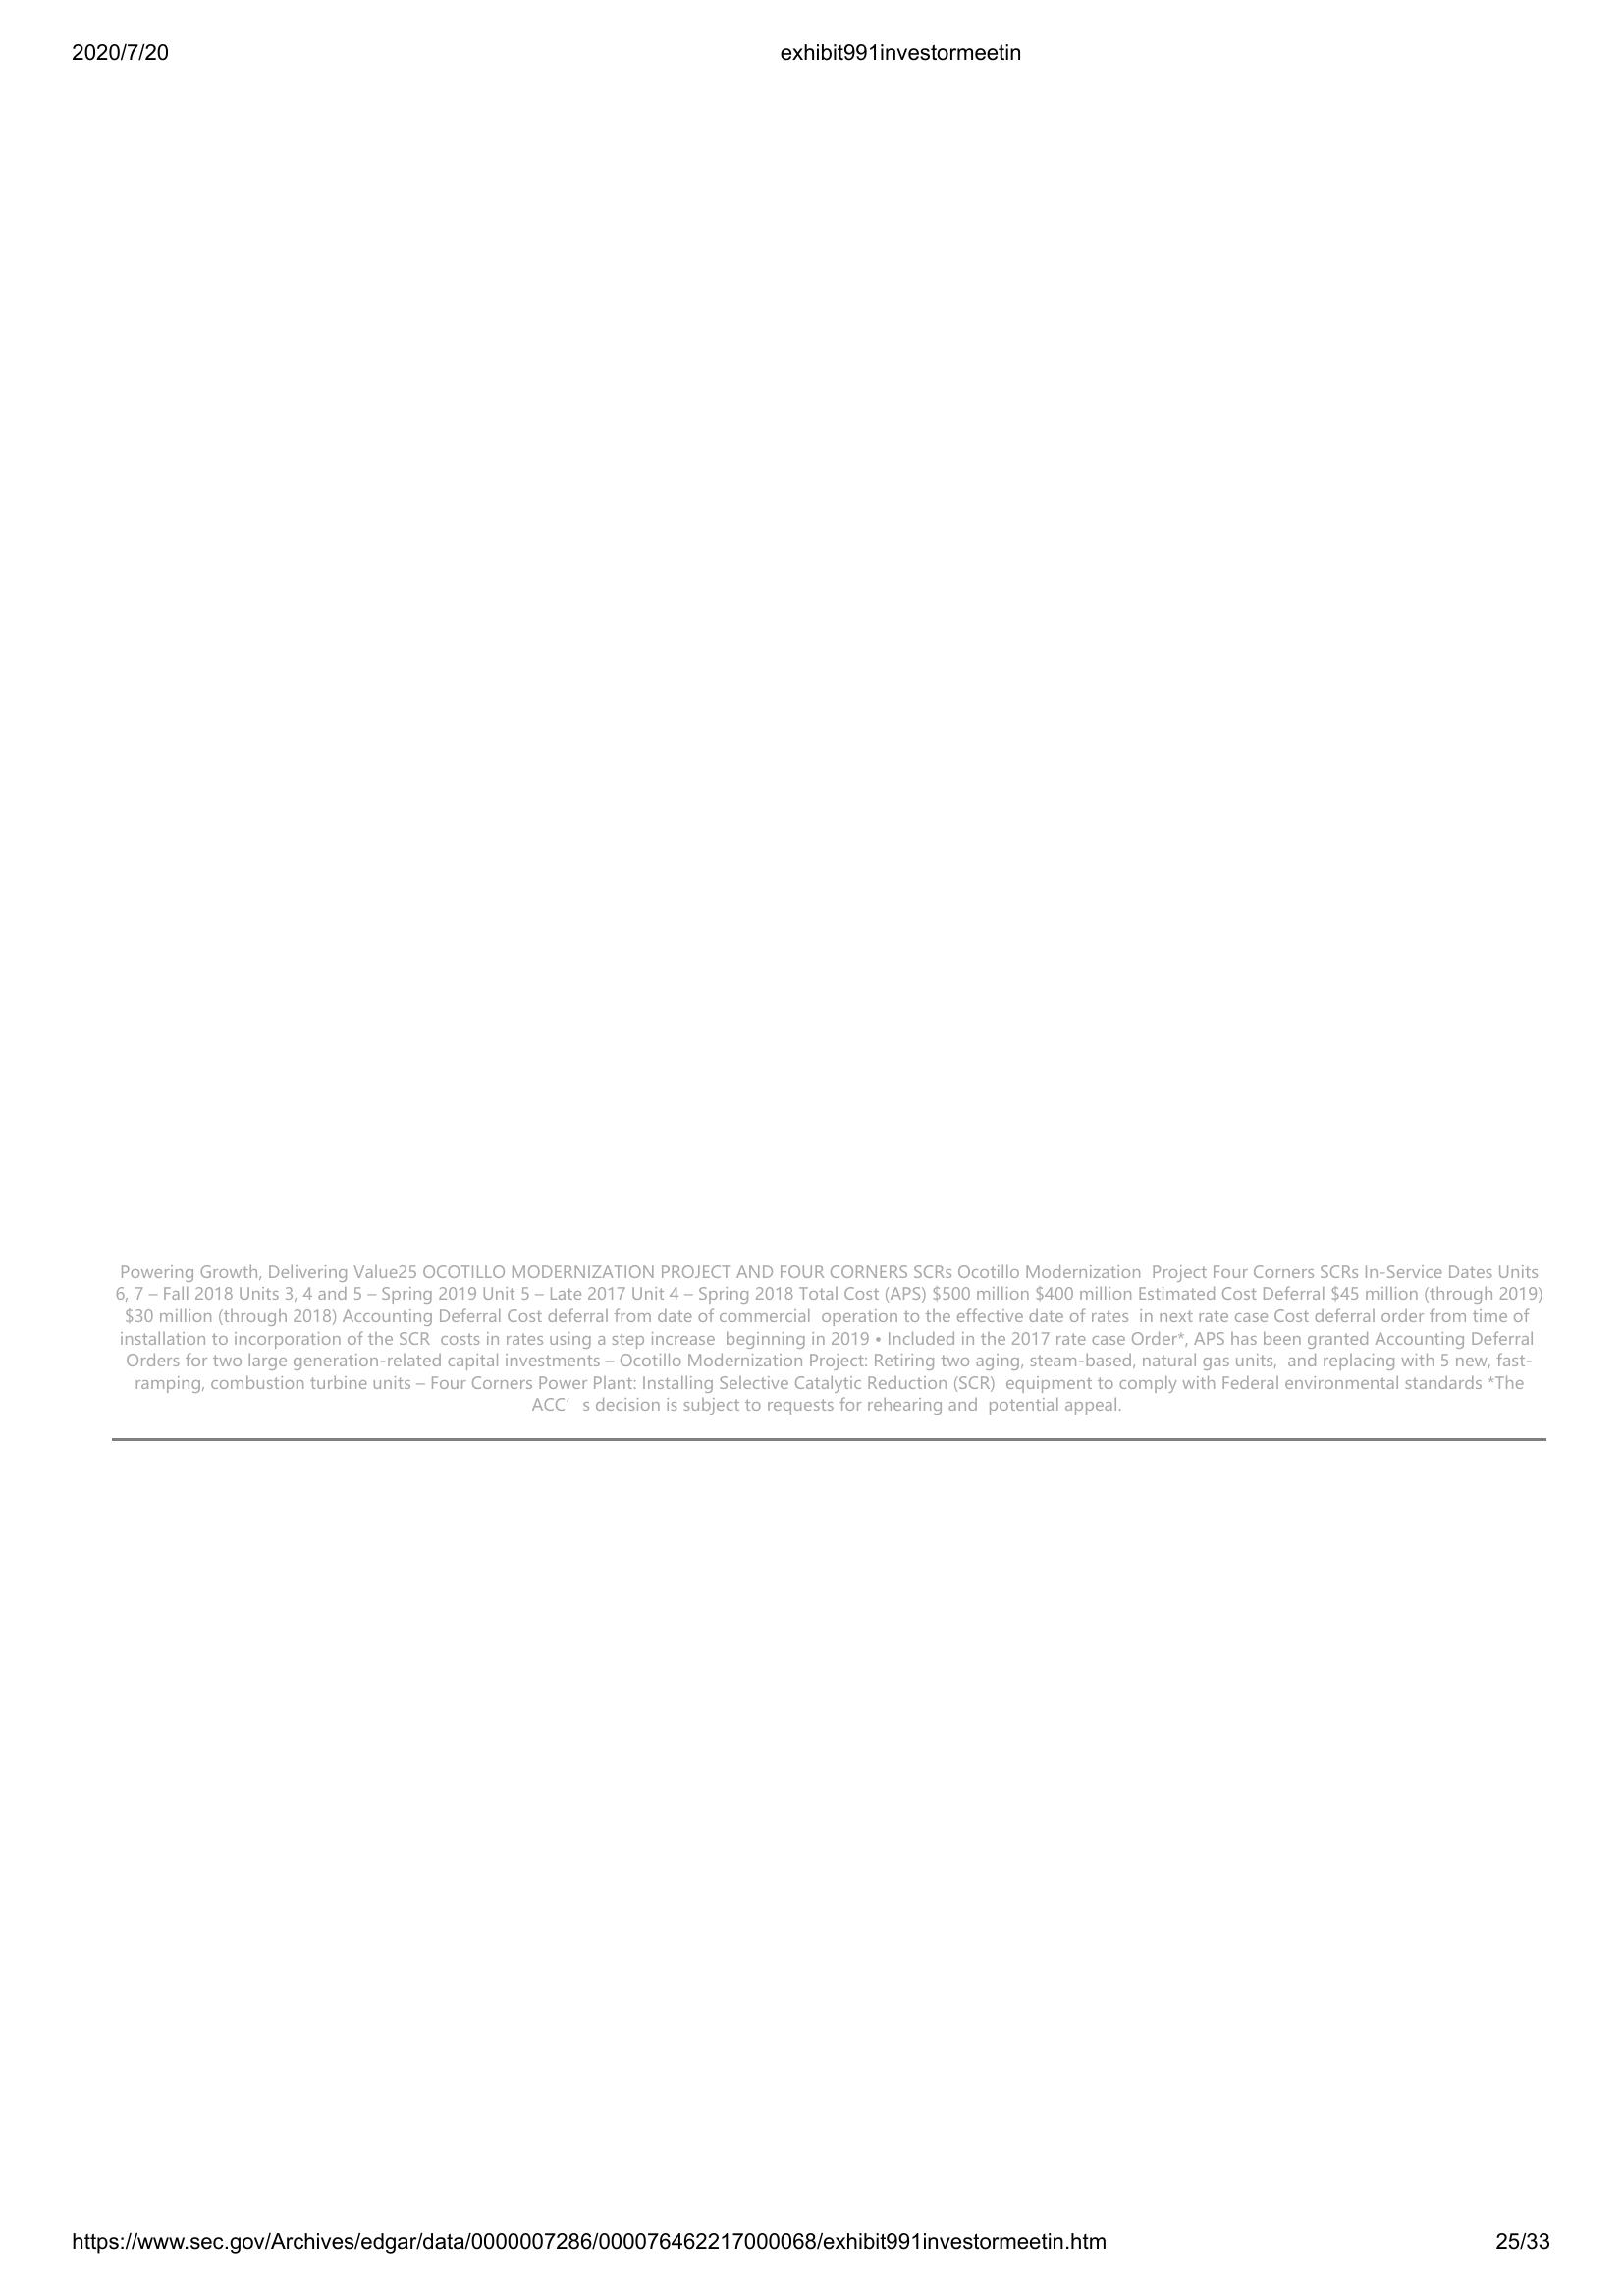 2020/7/20 exhibit991investormeetin
Powering Growth, Delivering Value25 OCOTILLO MODERNIZATION PROJECT AND FOUR CORNERS SCRs Ocotillo Modernization  Project Four Corners SCRs In-Service Dates Units
6, 7 – Fall 2018 Units 3, 4 and 5 – Spring 2019 Unit 5 – Late 2017 Unit 4 – Spring 2018 Total Cost (APS) $500 million $400 million Estimated Cost Deferral $45 million (through 2019)
$30 million (through 2018) Accounting Deferral Cost deferral from date of commercial  operation to the effective date of rates  in next rate case Cost deferral order from time of
installation to incorporation of the SCR  costs in rates using a step increase  beginning in 2019 • Included in the 2017 rate case Order*, APS has been granted Accounting Deferral
Orders for two large generation-related capital investments – Ocotillo Modernization Project: Retiring two aging, steam-based, natural gas units,  and replacing with 5 new, fast-
ramping, combustion turbine units – Four Corners Power Plant: Installing Selective Catalytic Reduction (SCR)  equipment to comply with Federal environmental standards *The
ACC’ s decision is subject to requests for rehearing and  potential appeal.
https://www.sec.gov/Archives/edgar/data/0000007286/000076462217000068/exhibit991investormeetin.htm 25/33